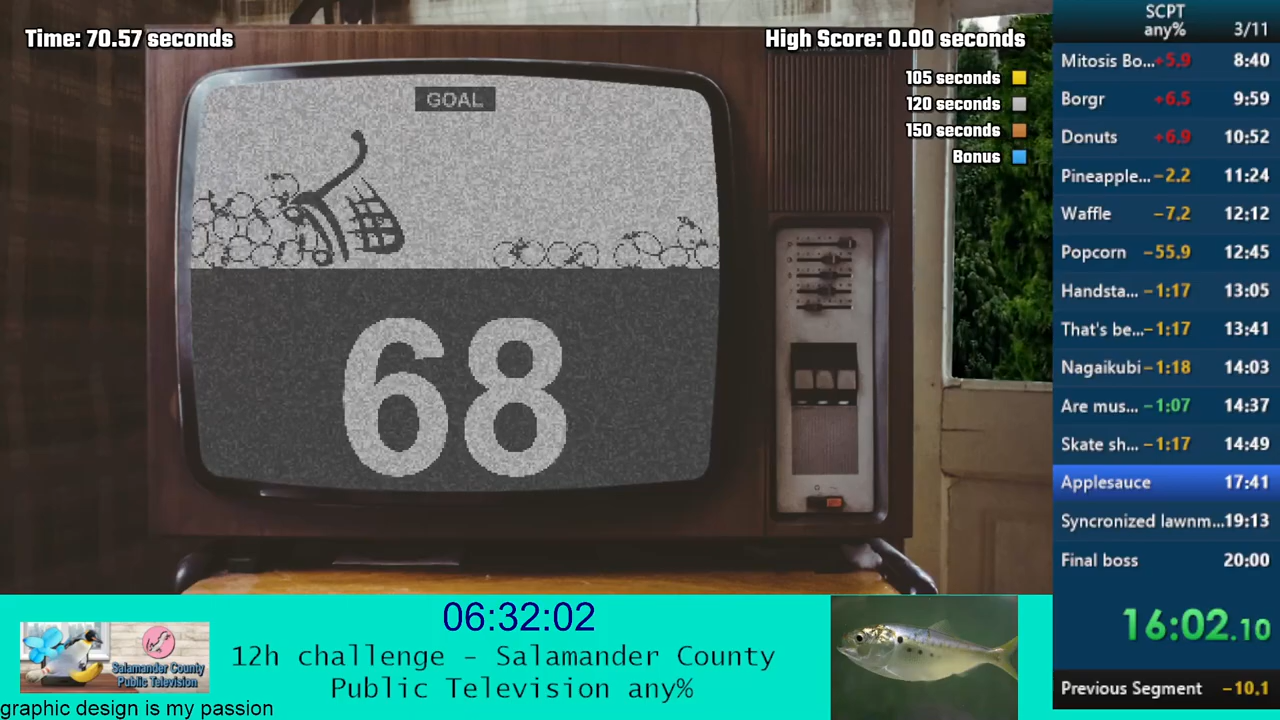 Time: 70.57 seconds
High Score: 0.00 seconds
105 seconds
120 seconds
150 seconds
Bonus
GOAL
68
SCPT
any% 3/11
Mitosis Bo... +5.9 8:40
Borgr +6.5 9:59
Donuts +6.9 10:52
Pineapple... −2.2 11:24
Waffle −7.2 12:12
Popcorn −55.9 12:45
Handsta... −1:17 13:05
That's be... −1:17 13:41
Nagaikubi −1:18 14:03
Are mus... −1:07 14:37
Skate sh... −1:17 14:49
Applesauce 17:41
Syncronized lawnm... 19:13
Final boss 20:00
16:02.10
Previous Segment −10.1
06:32:02
12h challenge - Salamander County
Public Television any%
Salamander County
Public Television
graphic design is my passion